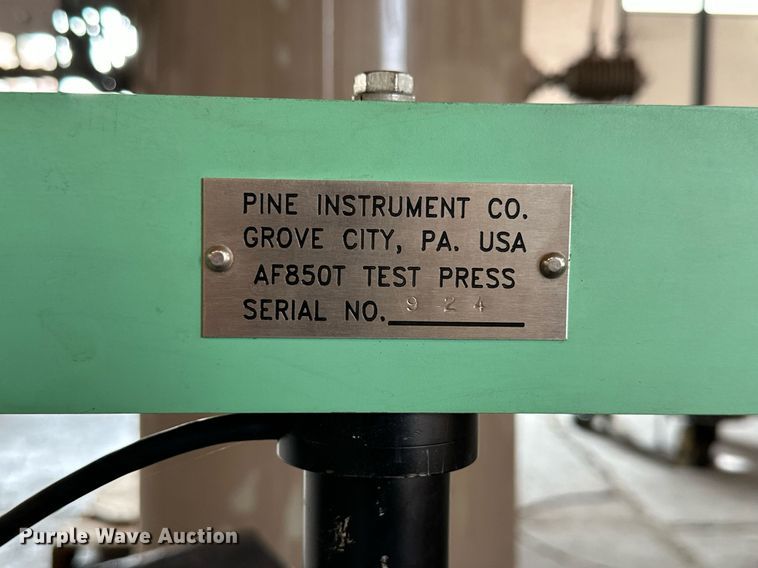 PINE INSTRUMENT CO.
GROVE CITY, PA. USA
AF850T TEST PRESS
SERIAL NO. 924
Purple Wave Auction